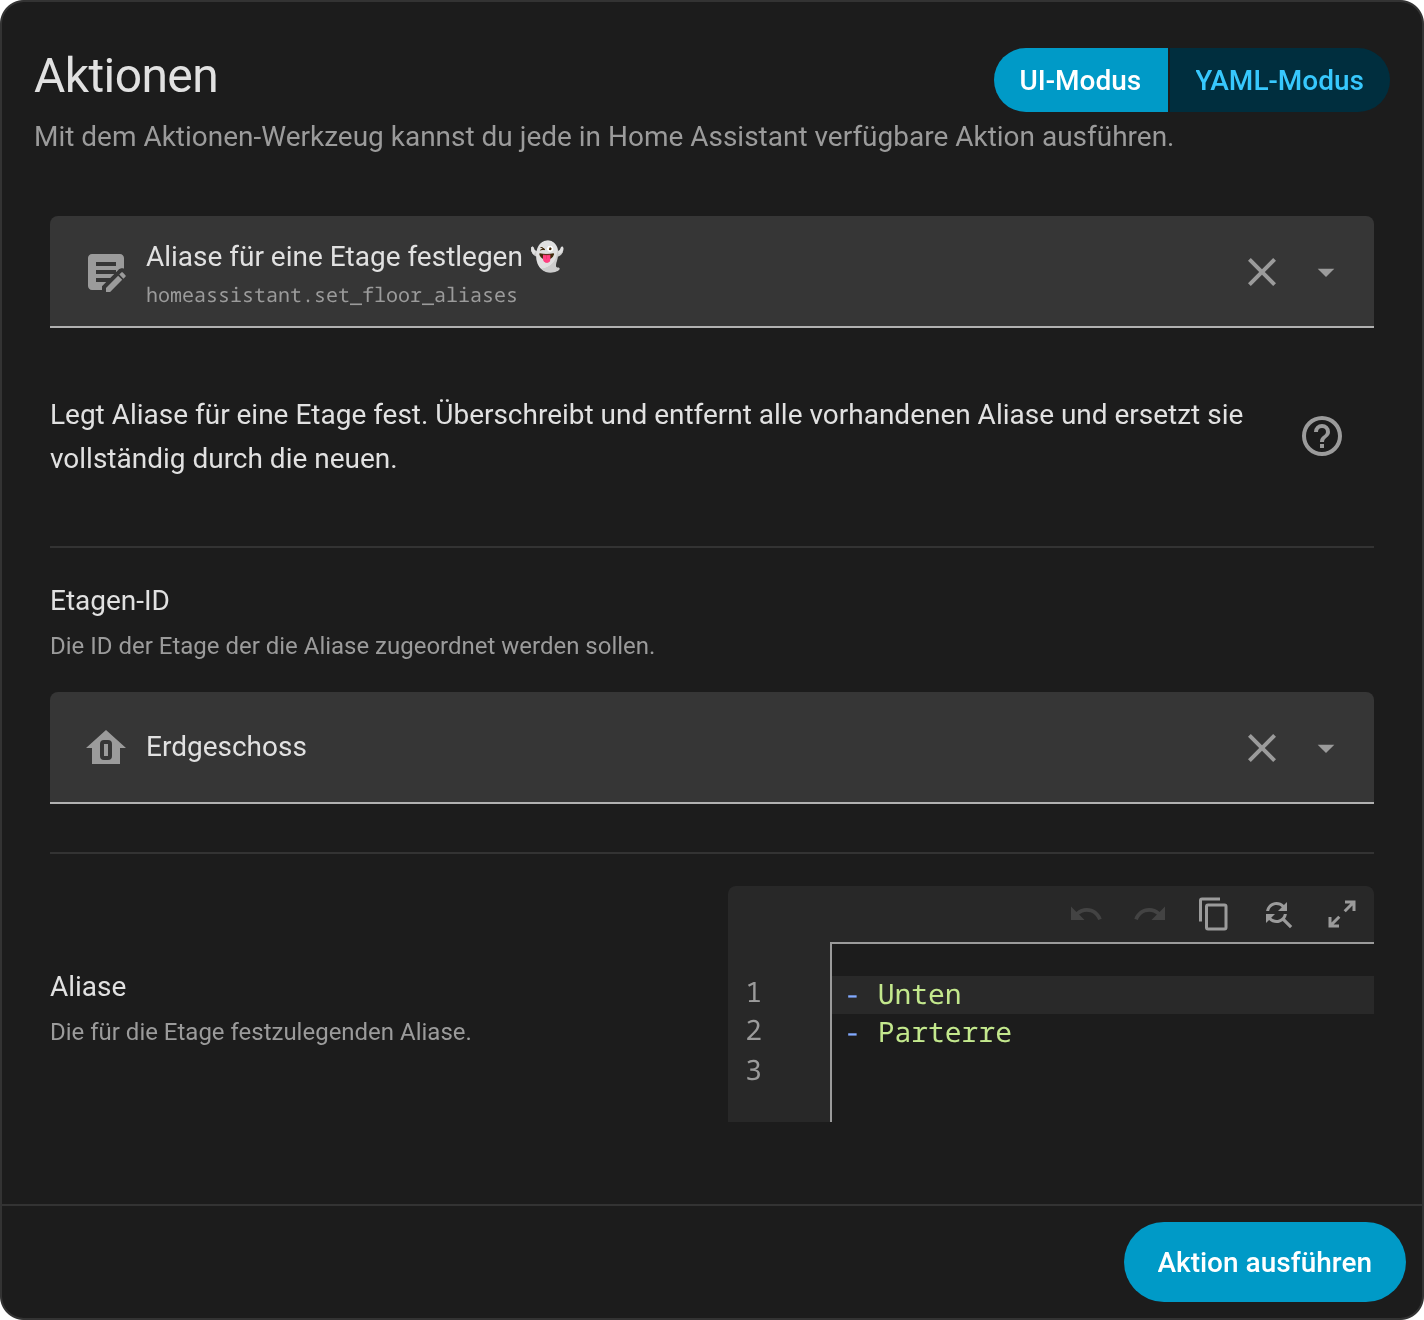 Aktionen
UI-Modus
YAML-Modus
Mit dem Aktionen-Werkzeug kannst du jede in Home Assistant verfügbare Aktion ausführen.
Aliase für eine Etage festlegen 👻
homeassistant.set_floor_aliases
Legt Aliase für eine Etage fest. Überschreibt und entfernt alle vorhandenen Aliase und ersetzt sie
vollständig durch die neuen.
Etagen-ID
Die ID der Etage der die Aliase zugeordnet werden sollen.
Erdgeschoss
Aliase
Die für die Etage festzulegenden Aliase.
1 - Unten
2 - Parterre
3
Aktion ausführen